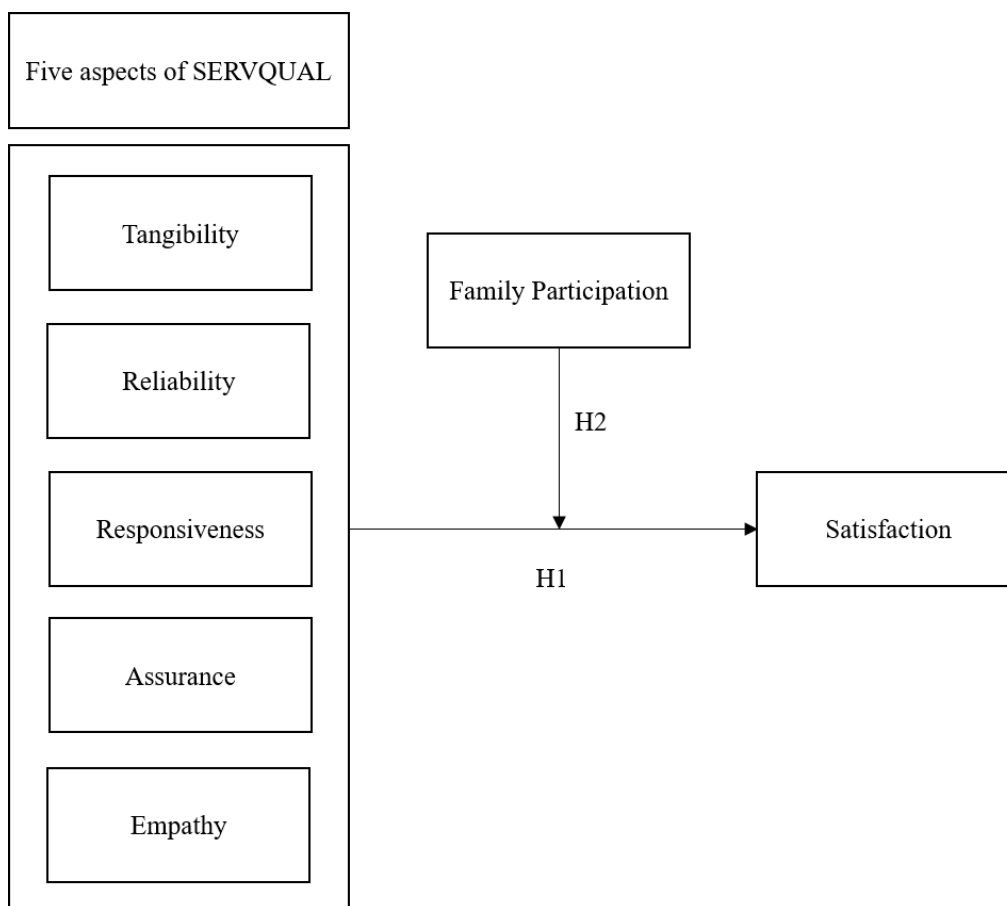 Five aspects of SERVQUAL
Tangibility
Reliability
Responsiveness
Assurance
Empathy
Family Participation
H2
H1
Satisfaction